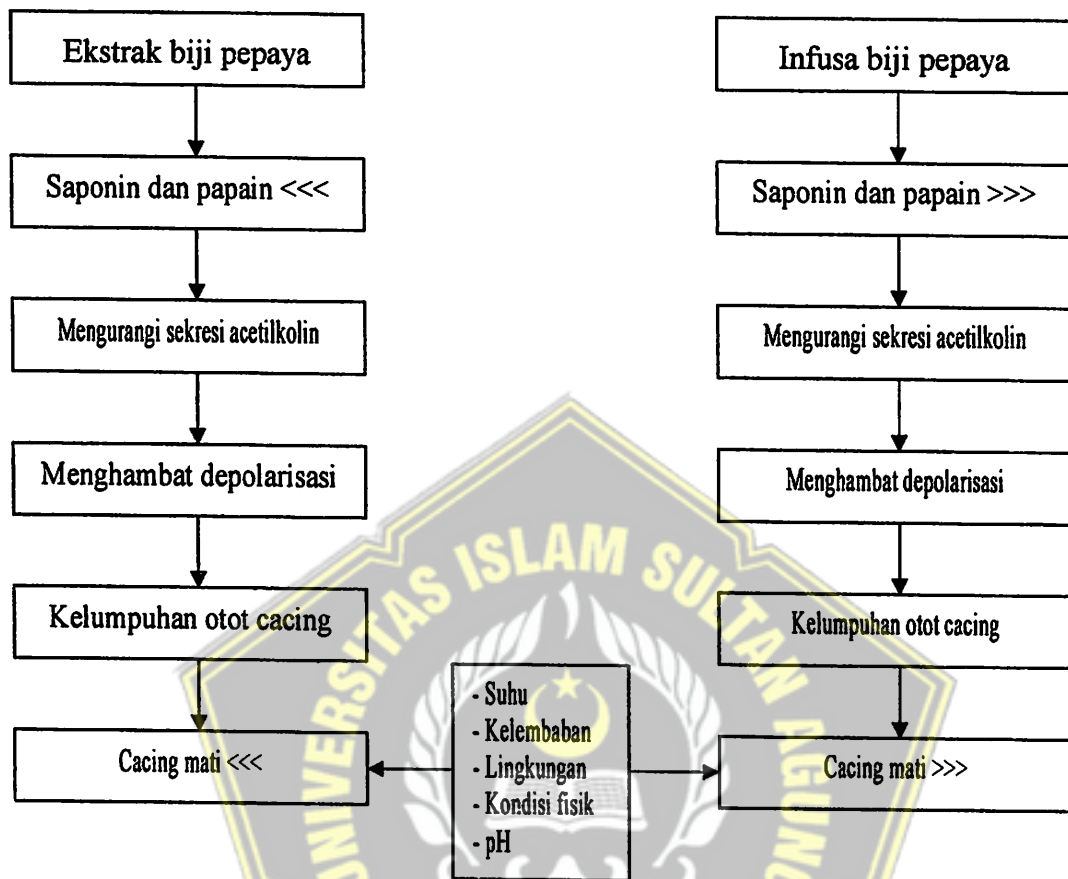 Ekstrak biji pepaya
Saponin dan papain <<<
Mengurangi sekresi acetilkolin
Menghambat depolarisasi
Kelumpuhan otot cacing
Cacing mati <<<
Infusa biji pepaya
Saponin dan papain >>>
Mengurangi sekresi acetilkolin
Menghambat depolarisasi
Kelumpuhan otot cacing
Cacing mati >>>
- Suhu
- Kelembaban
- Lingkungan
- Kondisi fisik
- pH
UNIVERSITAS ISLAM SULTAN AGUNG